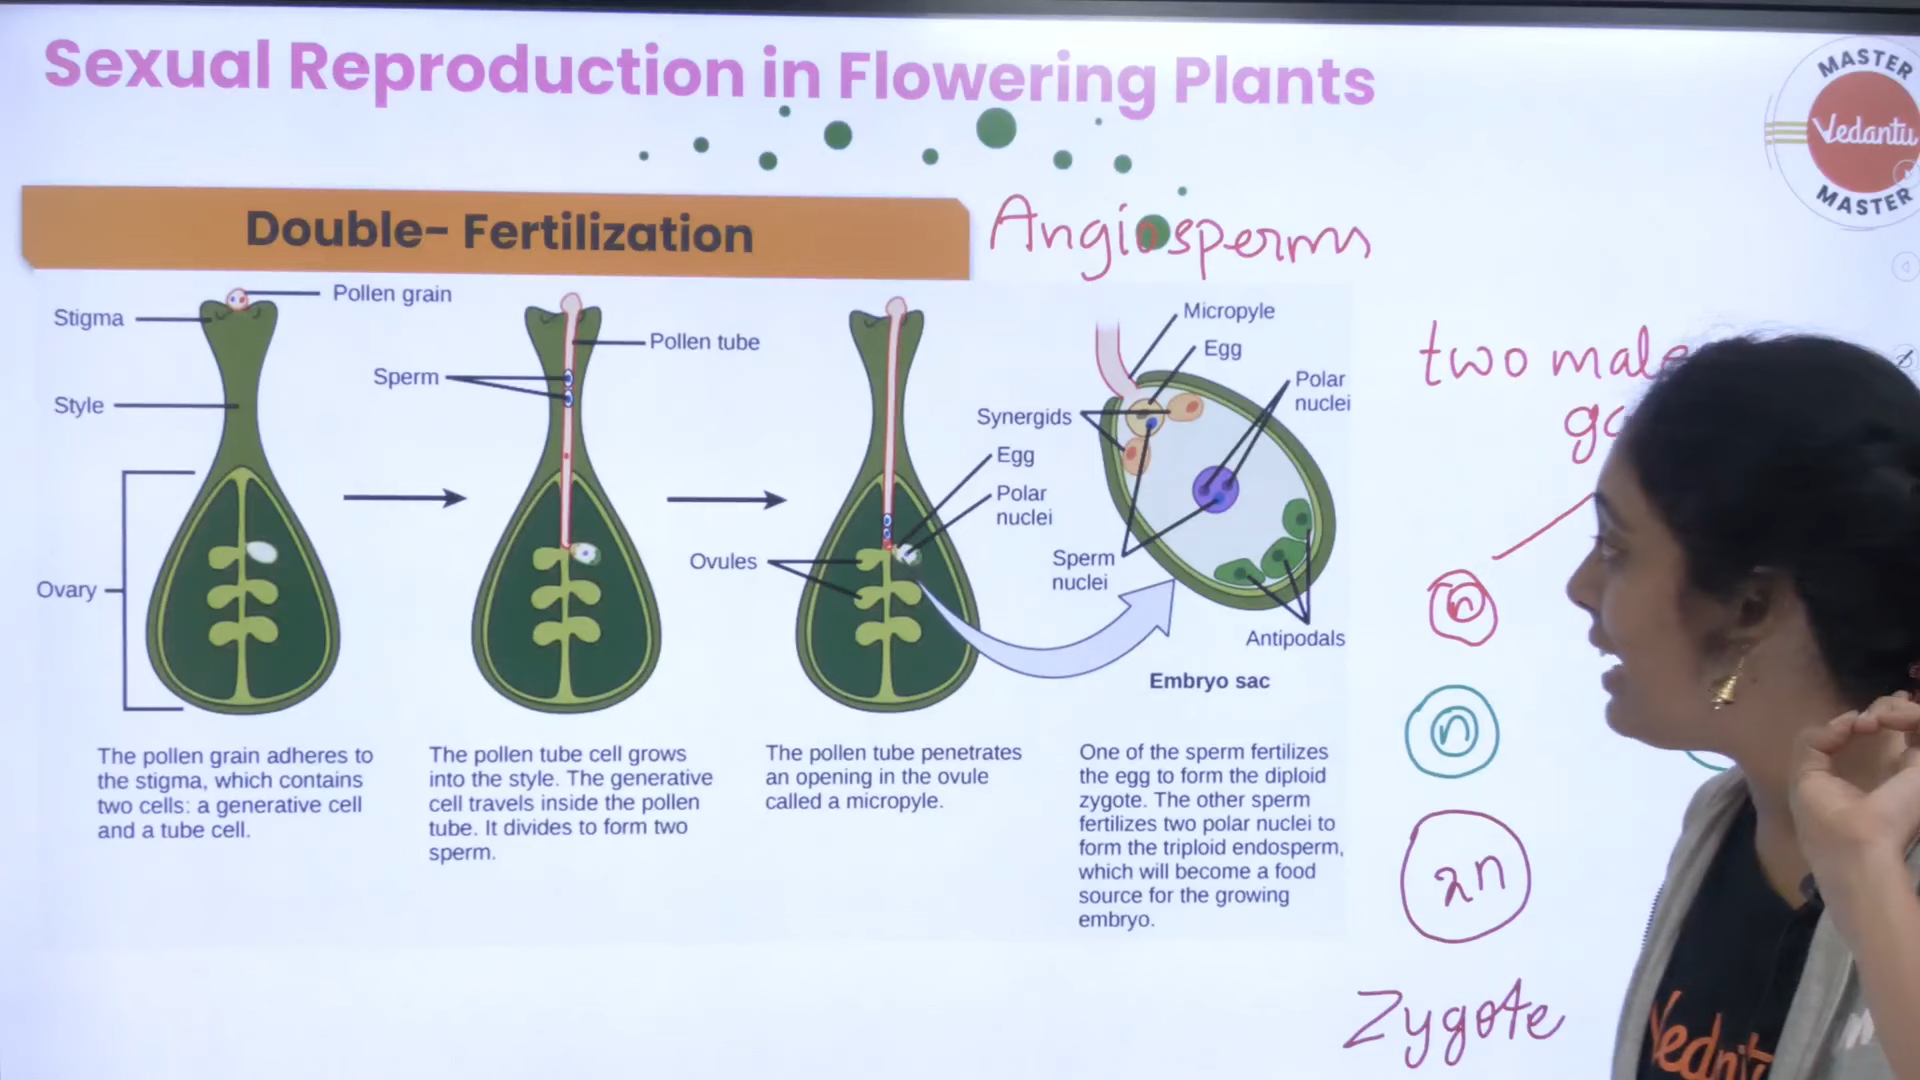 Sexual Reproduction in Flowering Plants
MASTER
Vedantu
MASTER
Double- Fertilization
Angiosperms
Pollen grain
Stigma
Style
Ovary
Pollen tube
Sperm
Ovules
Egg
Polar
nuclei
Micropyle
Egg
Polar
nuclei
Synergids
Sperm
nuclei
Antipodals
Embryo sac
The pollen grain adheres to
the stigma, which contains
two cells: a generative cell
and a tube cell.
The pollen tube cell grows
into the style. The generative
cell travels inside the pollen
tube. It divides to form two
sperm.
The pollen tube penetrates
an opening in the ovule
called a micropyle.
One of the sperm fertilizes
the egg to form the diploid
zygote. The other sperm
fertilizes two polar nuclei to
form the triploid endosperm,
which will become a food
source for the growing
embryo.
two male
n
n
2n
Zygote